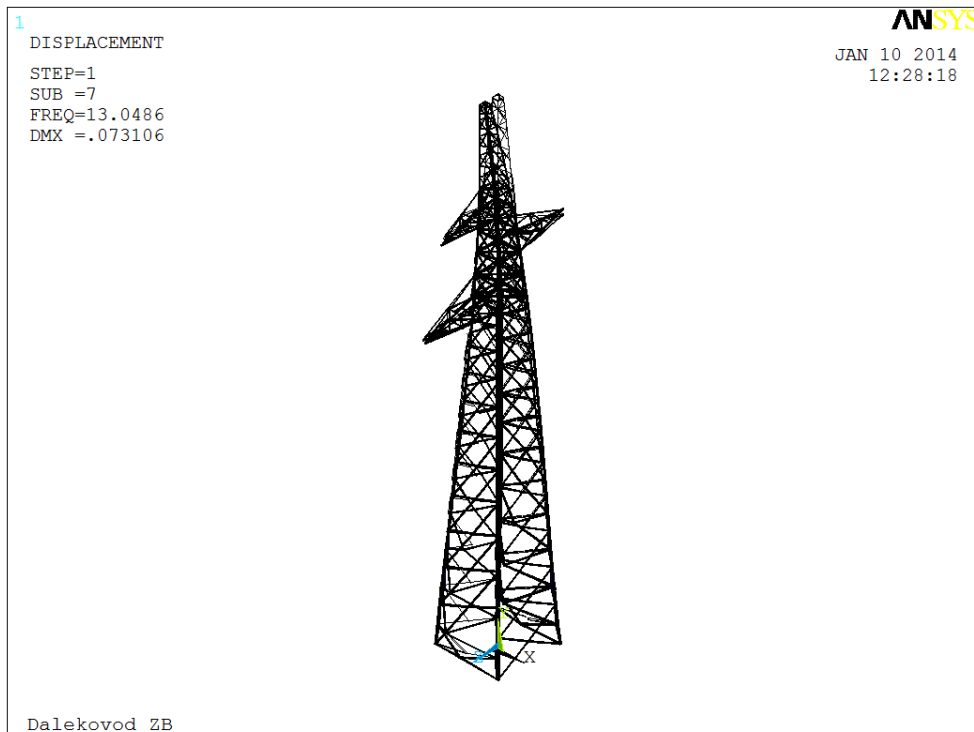 1
DISPLACEMENT
STEP=1
SUB =7
FREQ=13.0486
DMX =.073106
ANSYS
JAN 10 2014
12:28:18
X
Dalekovod ZB